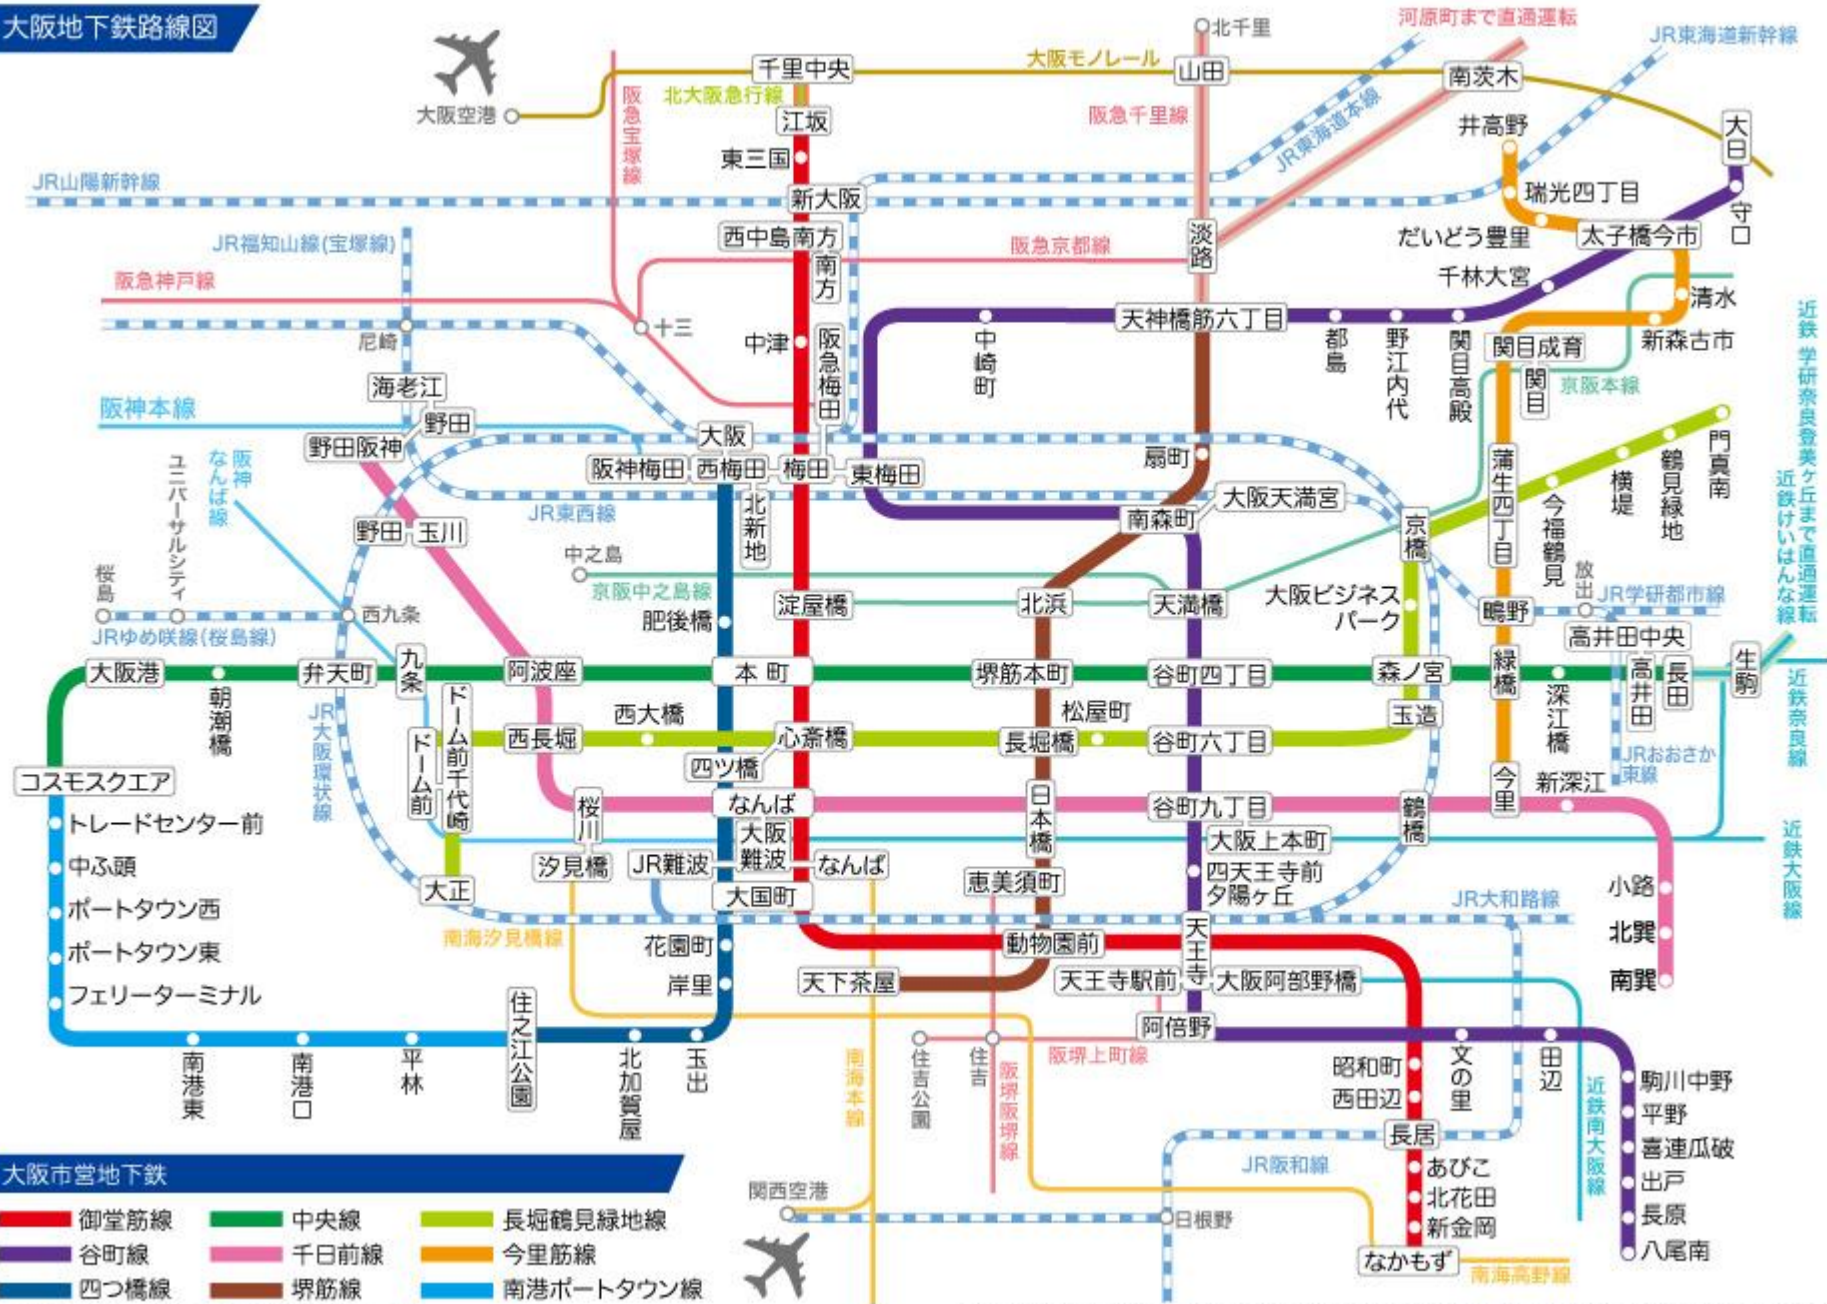 大阪地下鉄路線図
北千里
河原町まで直通運転
JR東海道新幹線
大阪モノレール
千里中央
山田
南茨木
大阪空港
阪急宝塚線
北大阪急行線
江坂
阪急千里線
JR東海道本線
井高野
大日
東三国
JR山陽新幹線
新大阪
瑞光四丁目
守口
JR福知山線(宝塚線)
西中島南方
南方
阪急京都線
淡路
だいどう豊里
太子橋今市
千林大宮
阪急神戸線
清水
十三
尼崎
中津
阪急梅田
中崎町
天神橋筋六丁目
都島
野江内代
関目高殿
関目成育
関目
新森古市
京阪本線
近鉄 学研奈良登美ケ丘まで直通運転
近鉄けいはんな線
海老江
阪神本線
野田
野田阪神
大阪
阪神梅田
西梅田
梅田
東梅田
北新地
扇町
門真南
鶴見緑地
横堤
今福鶴見
蒲生四丁目
ユニバーサルシティ
阪神なんば線
JR東西線
大阪天満宮
南森町
京橋
野田
玉川
中之島
京阪中之島線
桜島
西九条
JRゆめ咲線(桜島線)
肥後橋
淀屋橋
北浜
天満橋
大阪ビジネス
パーク
鴫野
放出
JR学研都市線
高井田中央
大阪港
朝潮橋
弁天町
九条
阿波座
本町
堺筋本町
谷町四丁目
森ノ宮
緑橋
深江橋
高井田
長田
生駒
近鉄奈良線
JR大阪環状線
ドーム前
ドーム前千代崎
西長堀
西大橋
四ツ橋
心斎橋
長堀橋
松屋町
谷町六丁目
玉造
JRおおさか
東線
コスモスクエア
トレードセンター前
中ふ頭
ポートタウン西
ポートタウン東
フェリーターミナル
桜川
なんば
日本橋
谷町九丁目
鶴橋
今里
新深江
大阪
難波
大阪上本町
近鉄大阪線
大正
汐見橋
JR難波
なんば
恵美須町
四天王寺前
夕陽ヶ丘
小路
北巽
南巽
大国町
JR大和路線
南海汐見橋線
花園町
岸里
動物園前
天王寺
天下茶屋
天王寺駅前
大阪阿部野橋
住之江公園
阿倍野
南港東
南港口
平林
北加賀屋
玉出
南海本線
住吉公園
住吉
阪堺上町線
阪堺阪堺線
昭和町
西田辺
文の里
田辺
近鉄南大阪線
駒川中野
平野
喜連瓜破
出戸
長原
八尾南
長居
JR阪和線
あびこ
北花田
新金岡
なかもず
南海高野線
関西空港
日根野
大阪市営地下鉄
御堂筋線
中央線
長堀鶴見緑地線
谷町線
千日前線
今里筋線
四つ橋線
堺筋線
南港ポートタウン線